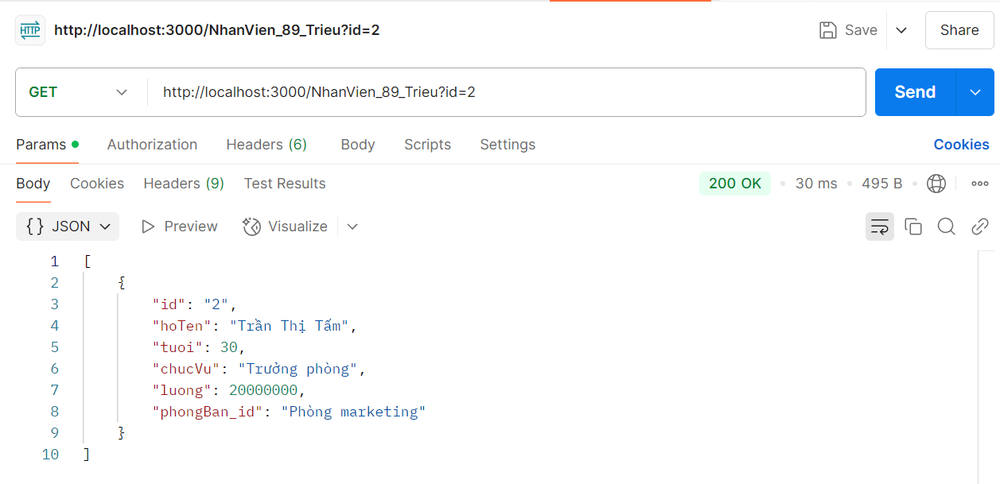 HTTP http://localhost:3000/NhanVien_89_Trieu?id=2 Save Share
GET http://localhost:3000/NhanVien_89_Trieu?id=2 Send
Params Authorization Headers (6) Body Scripts Settings Cookies
Body Cookies Headers (9) Test Results 200 OK • 30 ms • 495 B •
{} JSON Preview Visualize
1 [
2 {
3 "id": "2",
4 "hoTen": "Trần Thị Tấm",
5 "tuoi": 30,
6 "chucVu": "Trưởng phòng",
7 "luong": 20000000,
8 "phongBan_id": "Phòng marketing"
9 }
10 ]